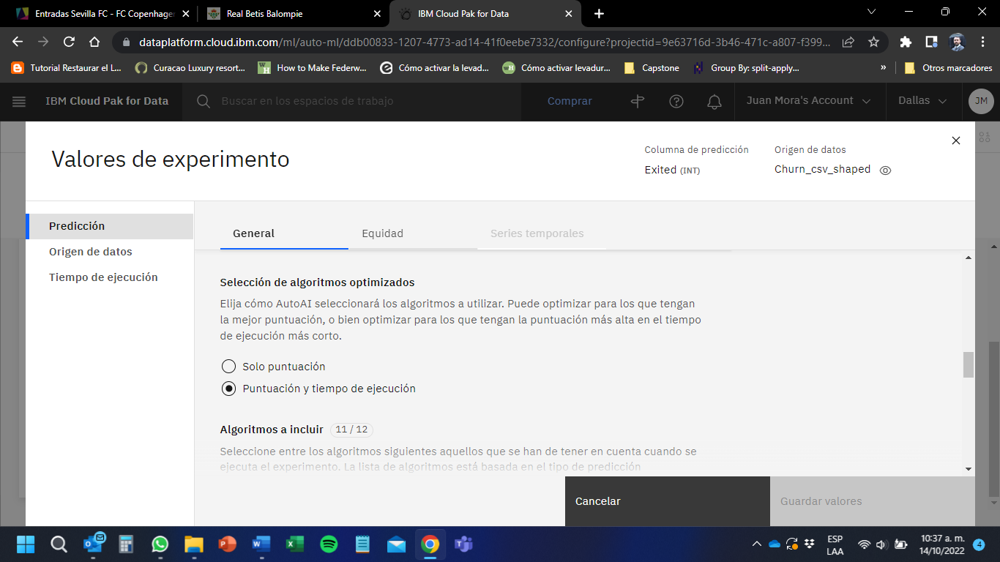 Entradas Sevilla FC - FC Copenhagen
Real Betis Balompie
IBM Cloud Pak for Data
dataplatform.cloud.ibm.com/ml/auto-ml/ddb00833-1207-4773-ad14-41f0eebe7332/configure?projectid=9e63716d-3b46-471c-a807-f399...
Tutorial Restaurar el L...
Curacao Luxury resort...
How to Make Federw...
Cómo activar la levad...
Cómo activar levadur...
Capstone
Group By: split-apply...
»
Otros marcadores
IBM Cloud Pak for Data
Buscar en los espacios de trabajo
Comprar
Juan Mora's Account
Dallas
JM
Valores de experimento
Columna de predicción
Exited (INT)
Origen de datos
Churn_csv_shaped
Predicción
Origen de datos
Tiempo de ejecución
General
Equidad
Series temporales
Selección de algoritmos optimizados
Elija cómo AutoAI seleccionará los algoritmos a utilizar. Puede optimizar para los que tengan
la mejor puntuación, o bien optimizar para los que tengan la puntuación más alta en el tiempo
de ejecución más corto.
Solo puntuación
Puntuación y tiempo de ejecución
Algoritmos a incluir 11 / 12
Seleccione entre los algoritmos siguientes aquellos que se han de tener en cuenta cuando se
ejecuta el experimento. La lista de algoritmos está basada en el tipo de predicción
Cancelar
Guardar valores
ESP
LAA
10:37 a. m.
14/10/2022
4